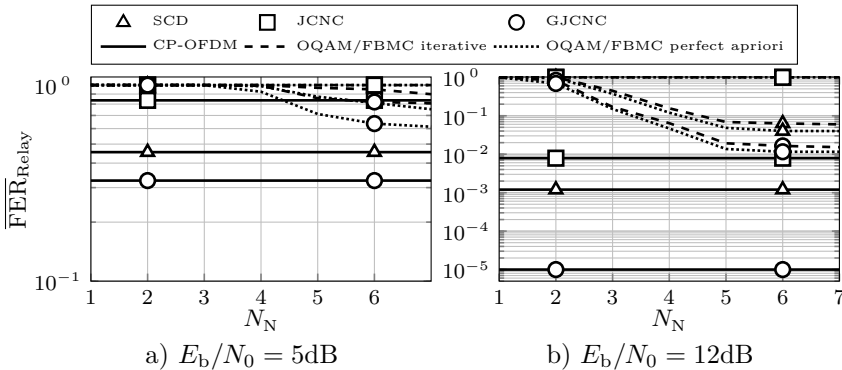 SCD JCNC GJCNC
CP-OFDM OQAM/FBMC iterative OQAM/FBMC perfect apriori
10^0 10^0
10^−1
10^−2
10^−3
10^−4
10^−1 10^−5
1 2 3 4 5 6 1 2 3 4 5 6 7
FER_Relay
N_N N_N
a) E_b/N_0 = 5dB b) E_b/N_0 = 12dB